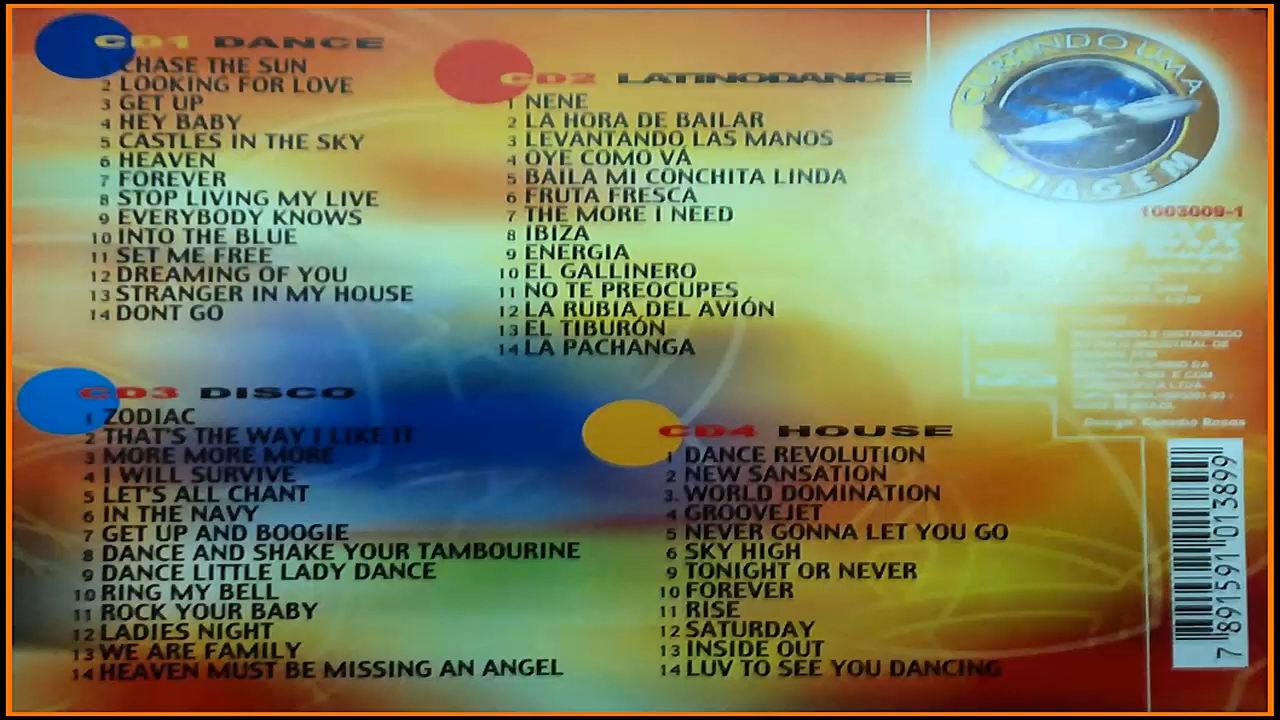 CD1 DANCE
1 CHASE THE SUN
2 LOOKING FOR LOVE
3 GET UP
4 HEY BABY
5 CASTLES IN THE SKY
6 HEAVEN
7 FOREVER
8 STOP LIVING MY LIVE
9 EVERYBODY KNOWS
10 INTO THE BLUE
11 SET ME FREE
12 DREAMING OF YOU
13 STRANGER IN MY HOUSE
14 DONT GO
CD2 LATINODANCE
1 NENE
2 LA HORA DE BAILAR
3 LEVANTANDO LAS MANOS
4 OYE COMO VÁ
5 BAILA MI CONCHITA LINDA
6 FRUTA FRESCA
7 THE MORE I NEED
8 IBIZA
9 ENERGIA
10 EL GALLINERO
11 NO TE PREOCUPES
12 LA RUBIA DEL AVIÓN
13 EL TIBURÓN
14 LA PACHANGA
CURTINDO UMA
VIAGEM
1003009-1
CD3 DISCO
1 ZODIAC
2 THAT'S THE WAY I LIKE IT
3 MORE MORE MORE
4 I WILL SURVIVE
5 LET'S ALL CHANT
6 IN THE NAVY
7 GET UP AND BOOGIE
8 DANCE AND SHAKE YOUR TAMBOURINE
9 DANCE LITTLE LADY DANCE
10 RING MY BELL
11 ROCK YOUR BABY
12 LADIES NIGHT
13 WE ARE FAMILY
14 HEAVEN MUST BE MISSING AN ANGEL
CD4 HOUSE
1 DANCE REVOLUTION
2 NEW SANSATION
3. WORLD DOMINATION
4 GROOVEJET
5 NEVER GONNA LET YOU GO
6 SKY HIGH
9 TONIGHT OR NEVER
10 FOREVER
11 RISE
12 SATURDAY
13 INSIDE OUT
14 LUV TO SEE YOU DANCING
7 891591 013899